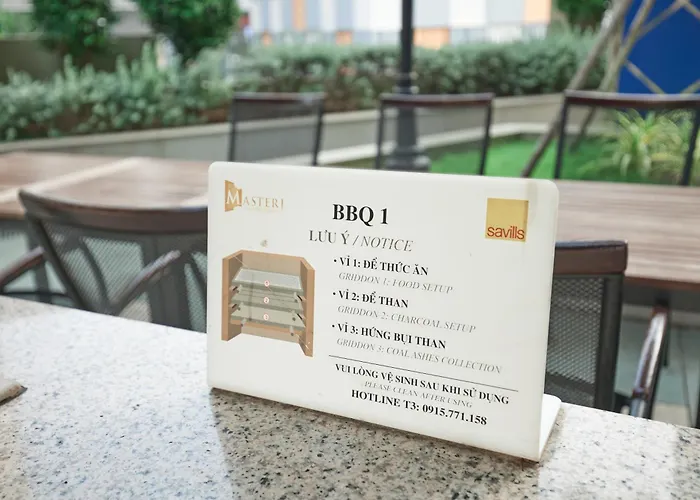 MASTERI
savills
BBQ 1
LƯU Ý / NOTICE
• VỈ 1: ĐỂ THỨC ĂN
GRIDDON 1: FOOD SETUP
• VỈ 2: ĐỂ THAN
GRIDDON 2: CHARCOAL SETUP
• VỈ 3: HỨNG BỤI THAN
GRIDDON 3: COAL ASHES COLLECTION
VUI LÒNG VỆ SINH SAU KHI SỬ DỤNG
PLEASE CLEAN AFTER USING
HOTLINE T3: 0915.771.158